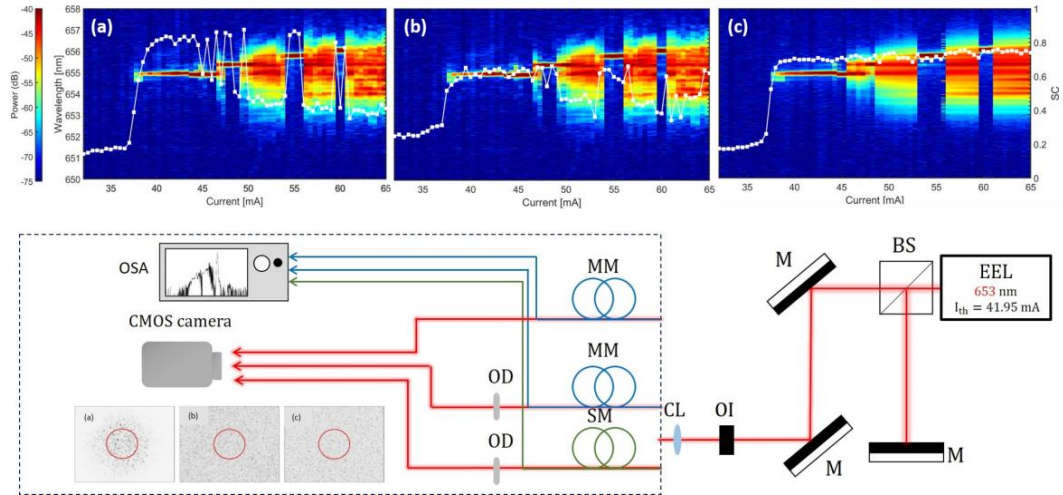 (a)
(b)
(c)
-40
-45
-50
-55
-60
-65
-70
-75
Power (dB)
658
657
656
655
654
653
652
651
650
Wavelength [nm]
35 40 45 50 55 60 65
Current [mA]
35 40 45 50 55 60 65
Current [mA]
35 40 45 50 55 60 65
Current [mA]
1
0.8
0.6
0.4
0.2
0
SC
OSA
CMOS camera
(a)
(b)
(c)
MM
MM
SM
OD
OD
CL
OI
M
M
M
BS
EEL
653 nm
Ith = 41.95 mA